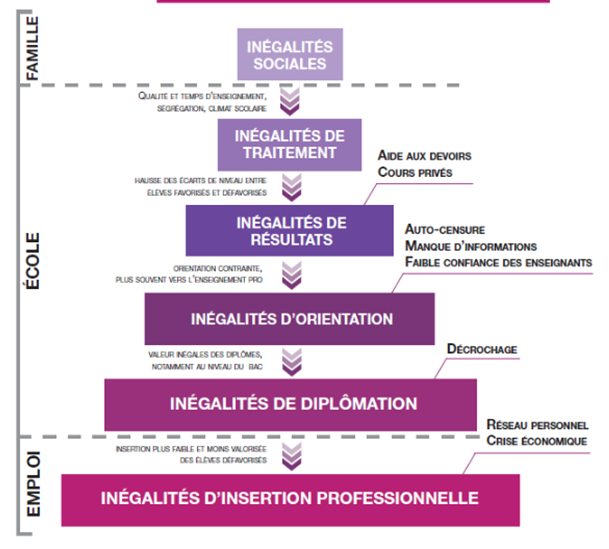 FAMILLE
INÉGALITÉS
SOCIALES
QUALITÉ ET TEMPS D'ENSEIGNEMENT,
SÉGRÉGATION, CLIMAT SCOLAIRE
ÉCOLE
INÉGALITÉS DE
TRAITEMENT
HAUSSE DES ÉCARTS DE NIVEAU ENTRE
ÉLÈVES FAVORISÉS ET DÉFAVORISÉS
AIDE AUX DEVOIRS
COURS PRIVÉS
INÉGALITÉS DE
RÉSULTATS
ORIENTATION CONTRAINTE,
PLUS SOUVENT VERS L'ENSEIGNEMENT PRO
AUTO-CENSURE
MANQUE D'INFORMATIONS
FAIBLE CONFIANCE DES ENSEIGNANTS
INÉGALITÉS D'ORIENTATION
VALEUR INÉGALES DES DIPLÔMES,
NOTAMMENT AU NIVEAU DU BAC
DÉCROCHAGE
INÉGALITÉS DE DIPLÔMATION
EMPLOI
INSERTION PLUS FAIBLE ET MOINS VALORISÉE
DES ÉLÈVES DÉFAVORISÉS
RÉSEAU PERSONNEL
CRISE ÉCONOMIQUE
INÉGALITÉS D'INSERTION PROFESSIONNELLE